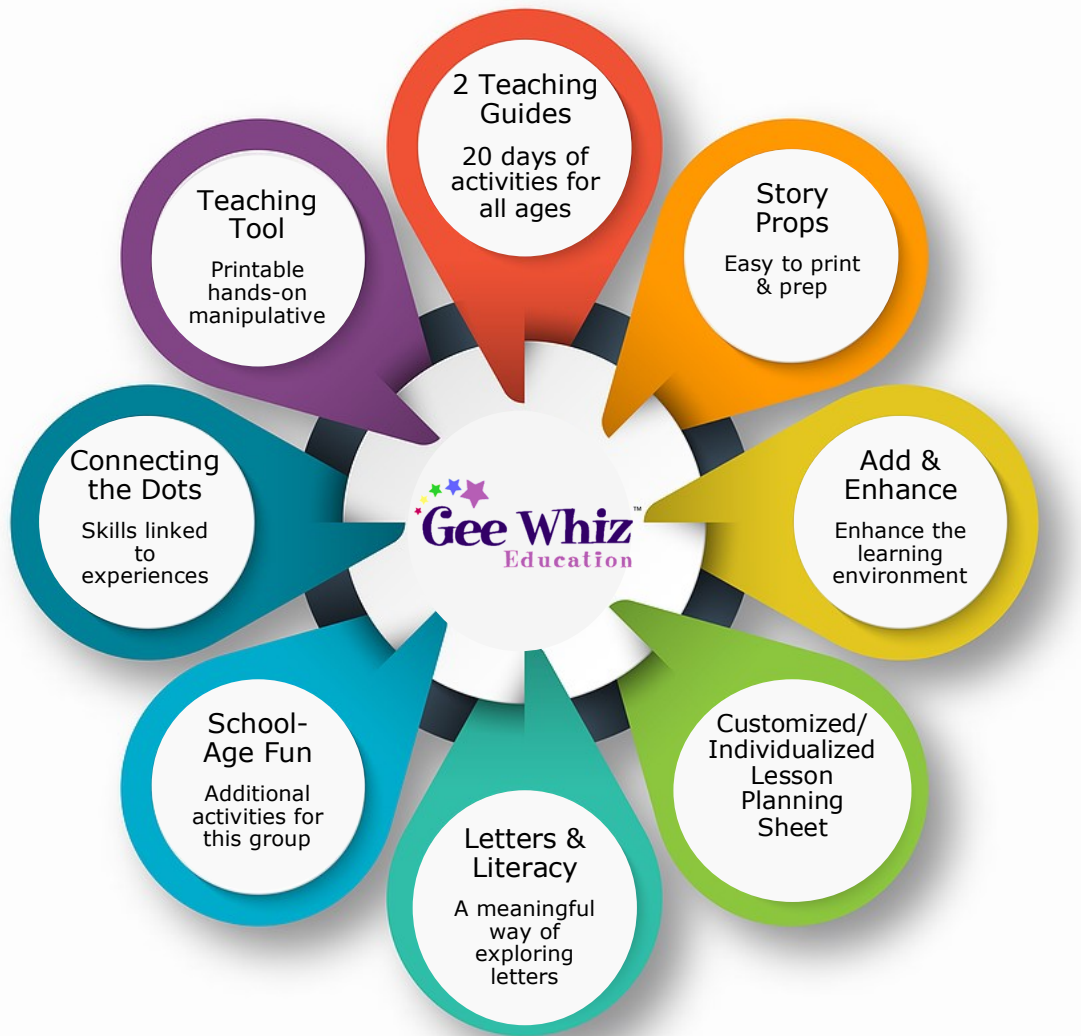 2 Teaching
Guides
20 days of
activities for
all ages
Story
Props
Easy to print
& prep
Add &
Enhance
Enhance the
learning
environment
Customized/
Individualized
Lesson
Planning
Sheet
Letters &
Literacy
A meaningful
way of
exploring
letters
School-
Age Fun
Additional
activities for
this group
Connecting
the Dots
Skills linked
to
experiences
Teaching
Tool
Printable
hands-on
manipulative
Gee Whiz™
Education